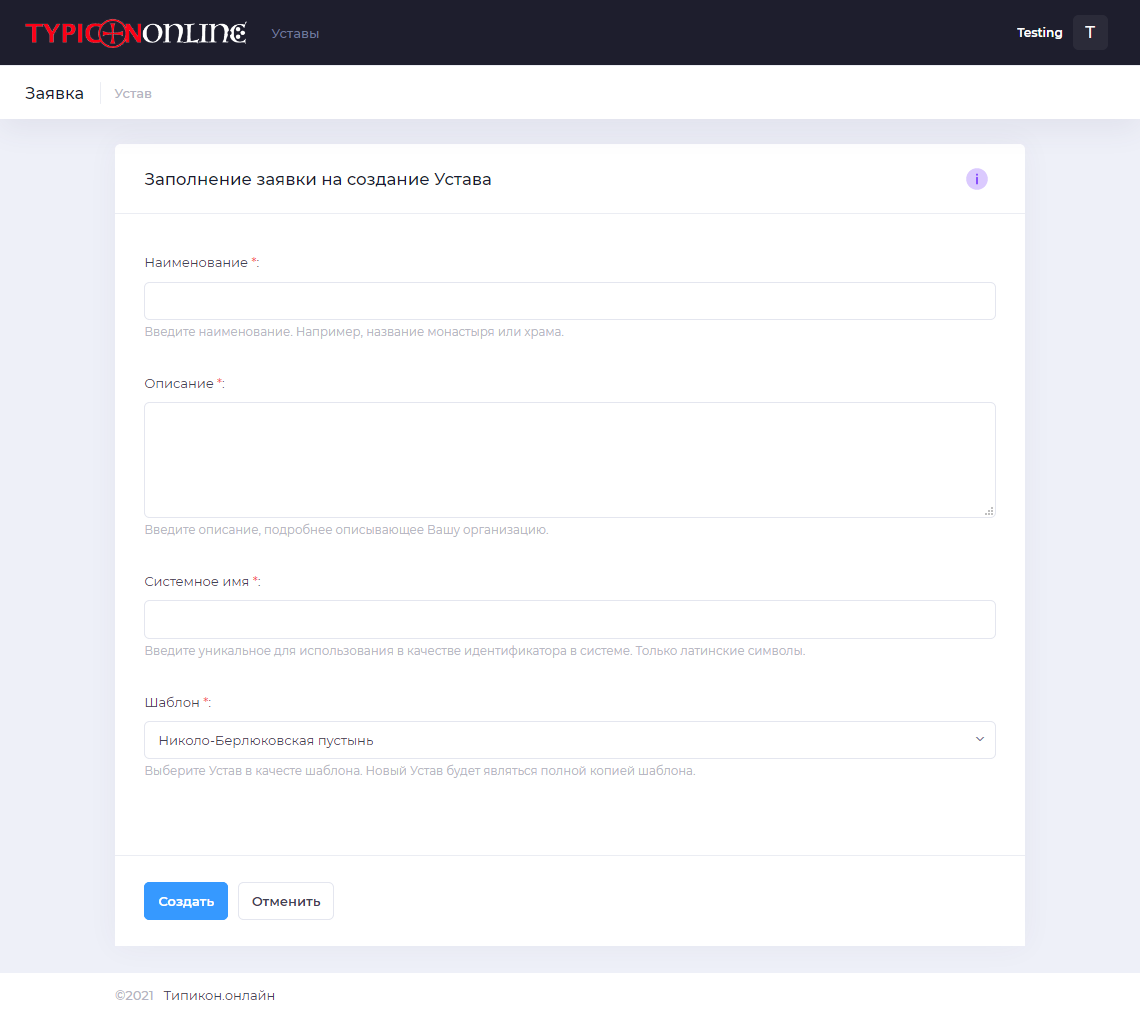 TYPICONONLINE Уставы Testing T
Заявка Устав
Заполнение заявки на создание Устава i
Наименование *:
Введите наименование. Например, название монастыря или храма.
Описание *:
Введите описание, подробнее описывающее Вашу организацию.
Системное имя *:
Введите уникальное для использования в качестве идентификатора в системе. Только латинские символы.
Шаблон *:
Николо-Берлюковская пустынь
Выберите Устав в качесте шаблона. Новый Устав будет являться полной копией шаблона.
Создать Отменить
©2021 Типикон.онлайн